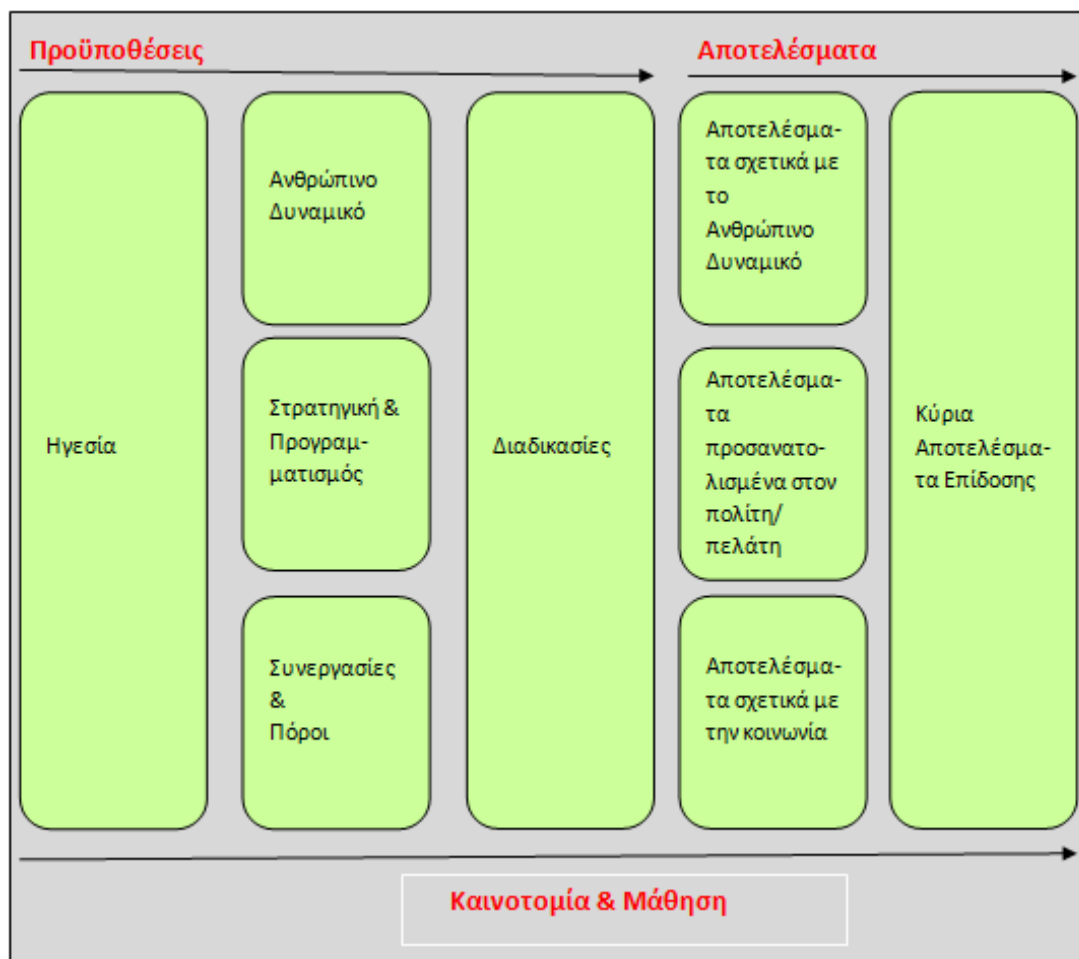 Προϋποθέσεις
Αποτελέσματα
Ηγεσία
Ανθρώπινο
Δυναμικό
Στρατηγική &
Προγραμ-
ματισμός
Συνεργασίες
&
Πόροι
Διαδικασίες
Αποτελέσμα-
τα σχετικά με
το
Ανθρώπινο
Δυναμικό
Αποτελέσμα-
τα
προσανατο-
λισμένα στον
πολίτη/
πελάτη
Αποτελέσμα-
τα σχετικά με
την κοινωνία
Κύρια
Αποτελέσμα-
τα Επίδοσης
Καινοτομία & Μάθηση